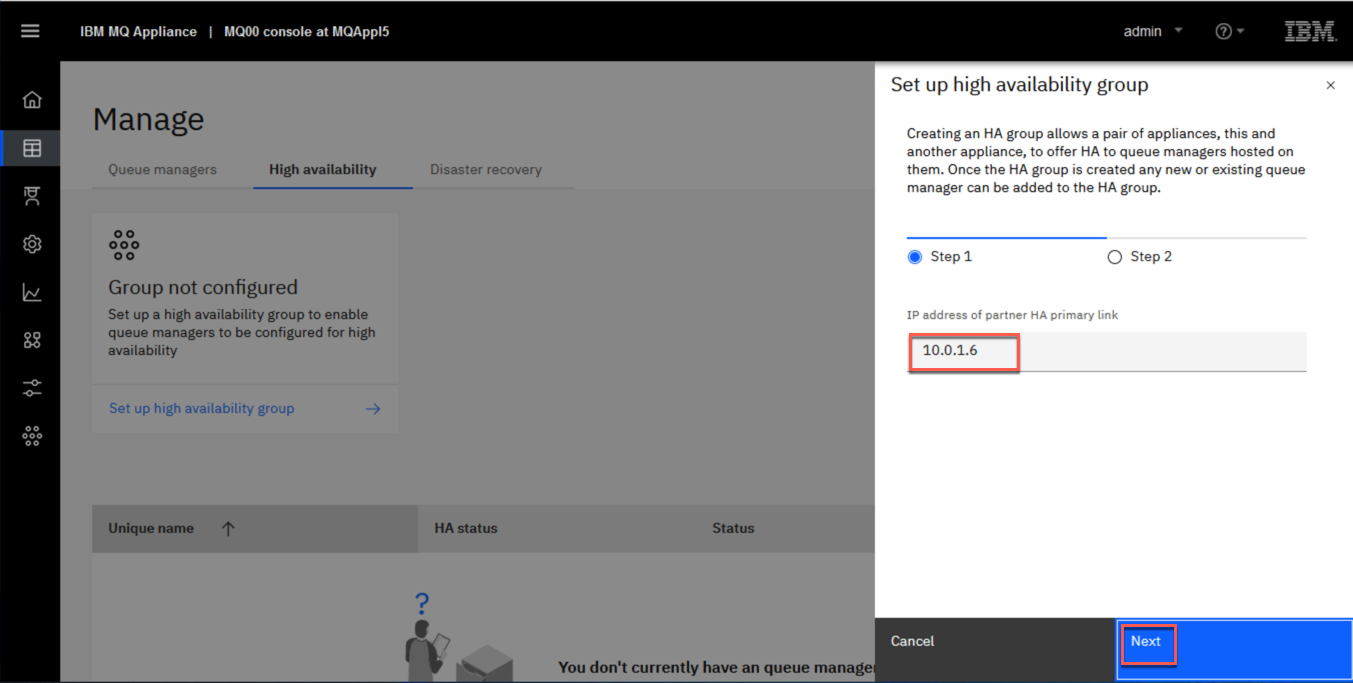 IBM MQ Appliance | MQ00 console at MQAppl5
admin
?
IBM
Manage
Queue managers
High availability
Disaster recovery
Group not configured
Set up a high availability group to enable
queue managers to be configured for high
availability
Set up high availability group
Unique name
HA status
Status
?
You don't currently have an queue manage
Set up high availability group
Creating an HA group allows a pair of appliances, this and
another appliance, to offer HA to queue managers hosted on
them. Once the HA group is created any new or existing queue
manager can be added to the HA group.
Step 1
Step 2
IP address of partner HA primary link
10.0.1.6
Cancel
Next